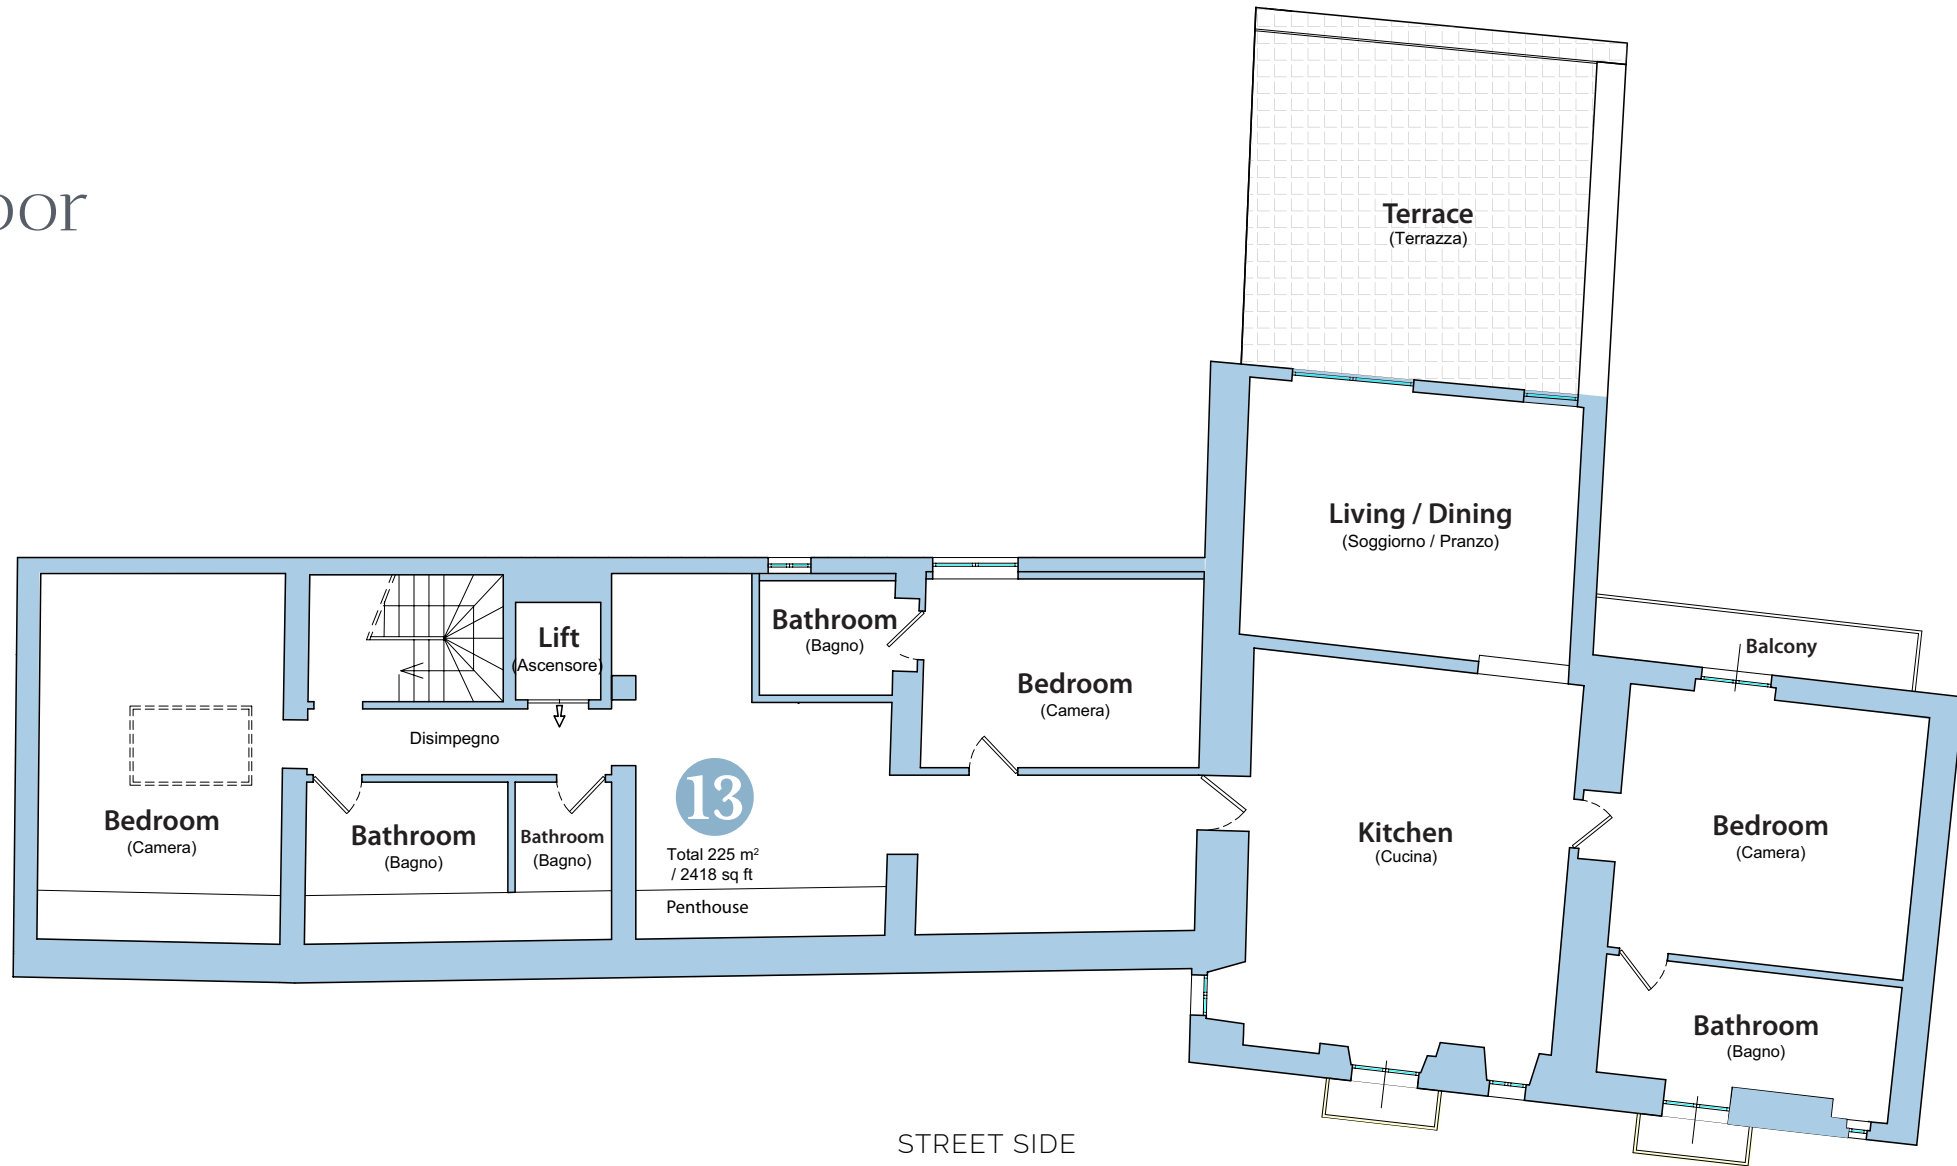 oor
Terrace
(Terrazza)
Living / Dining
(Soggiorno / Pranzo)
Balcony
Bathroom
(Bagno)
Lift
(Ascensore)
Bedroom
(Camera)
Disimpegno
13
Total 225 m²
/ 2418 sq ft
Penthouse
Bedroom
(Camera)
Bathroom
(Bagno)
Bathroom
(Bagno)
Kitchen
(Cucina)
Bedroom
(Camera)
Bathroom
(Bagno)
STREET SIDE